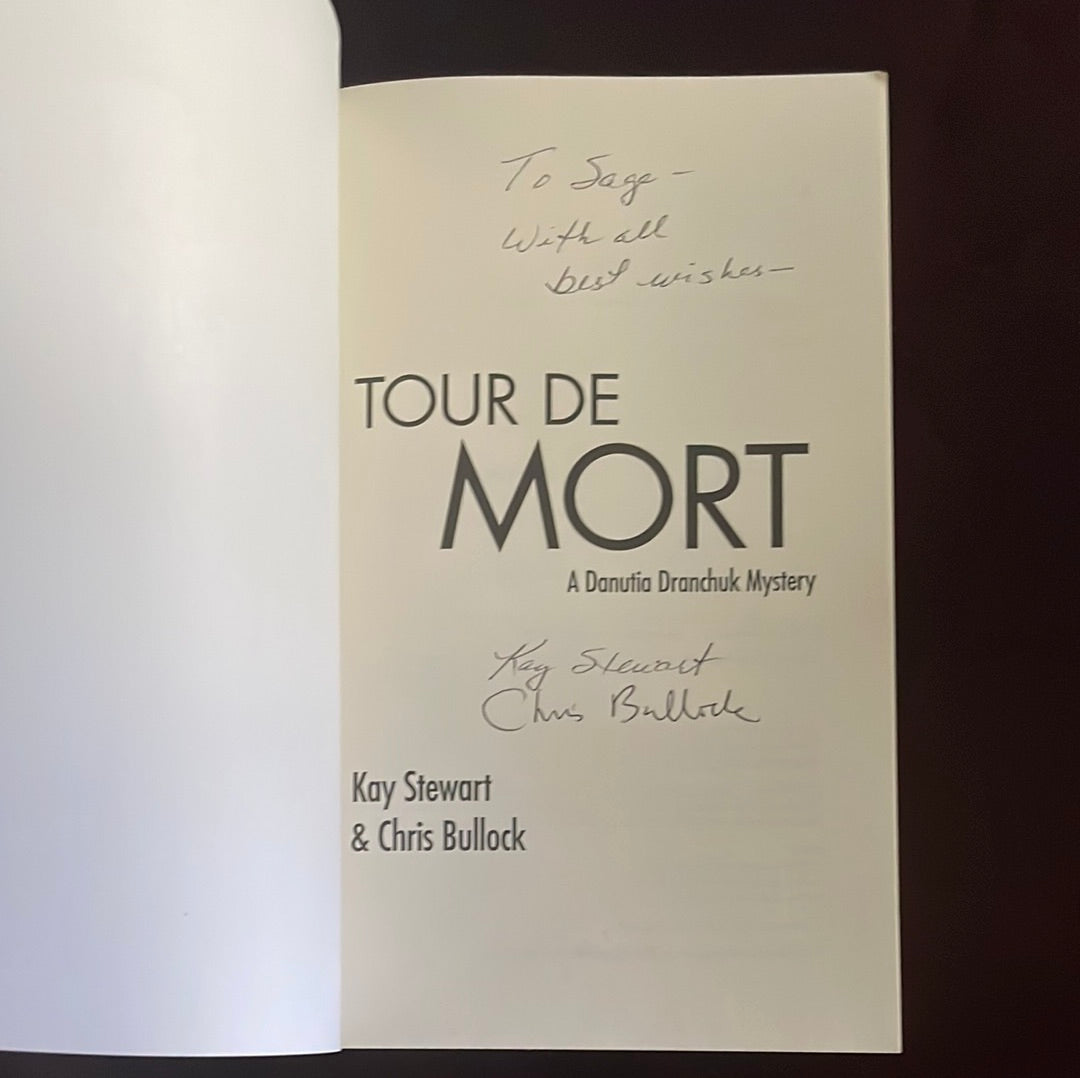 To Sage -
With all
best wishes—
TOUR DE
MORT
A Danutia Dranchuk Mystery
Kay Stewart
Chris Bullock
Kay Stewart
& Chris Bullock